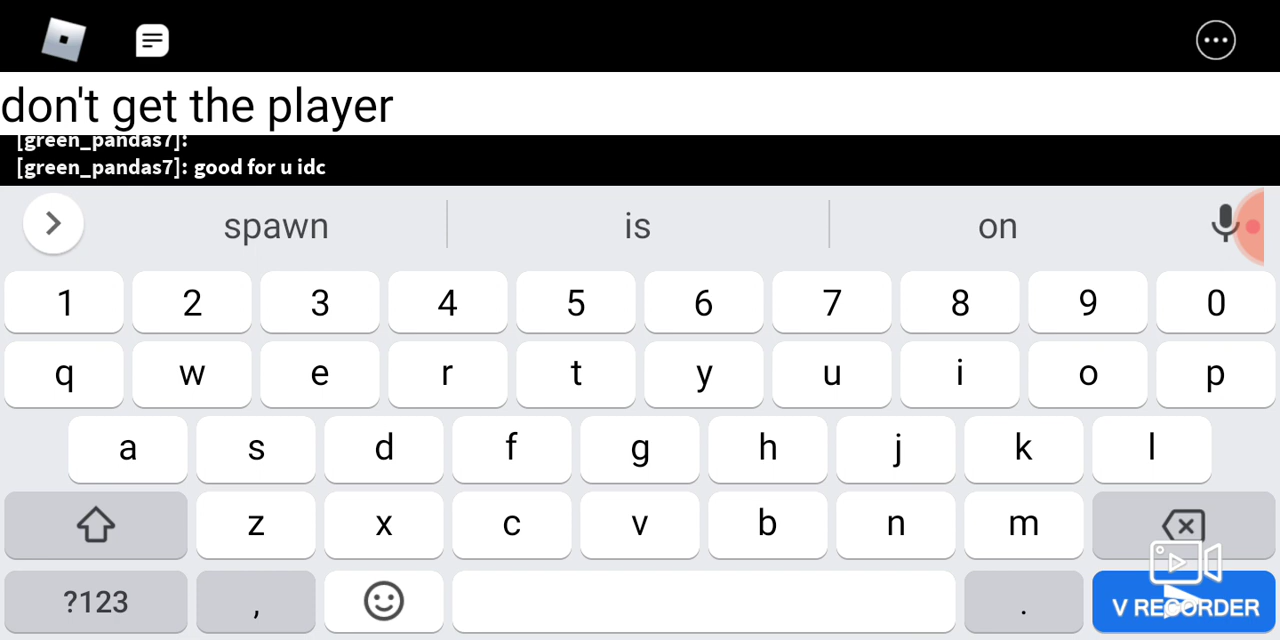 don't get the player
[green_pandas7]:
[green_pandas7]: good for u idc
spawn is on
1 2 3 4 5 6 7 8 9 0
q w e r t y u i o p
a s d f g h j k l
z x c v b n m
?123 , . V RECORDER